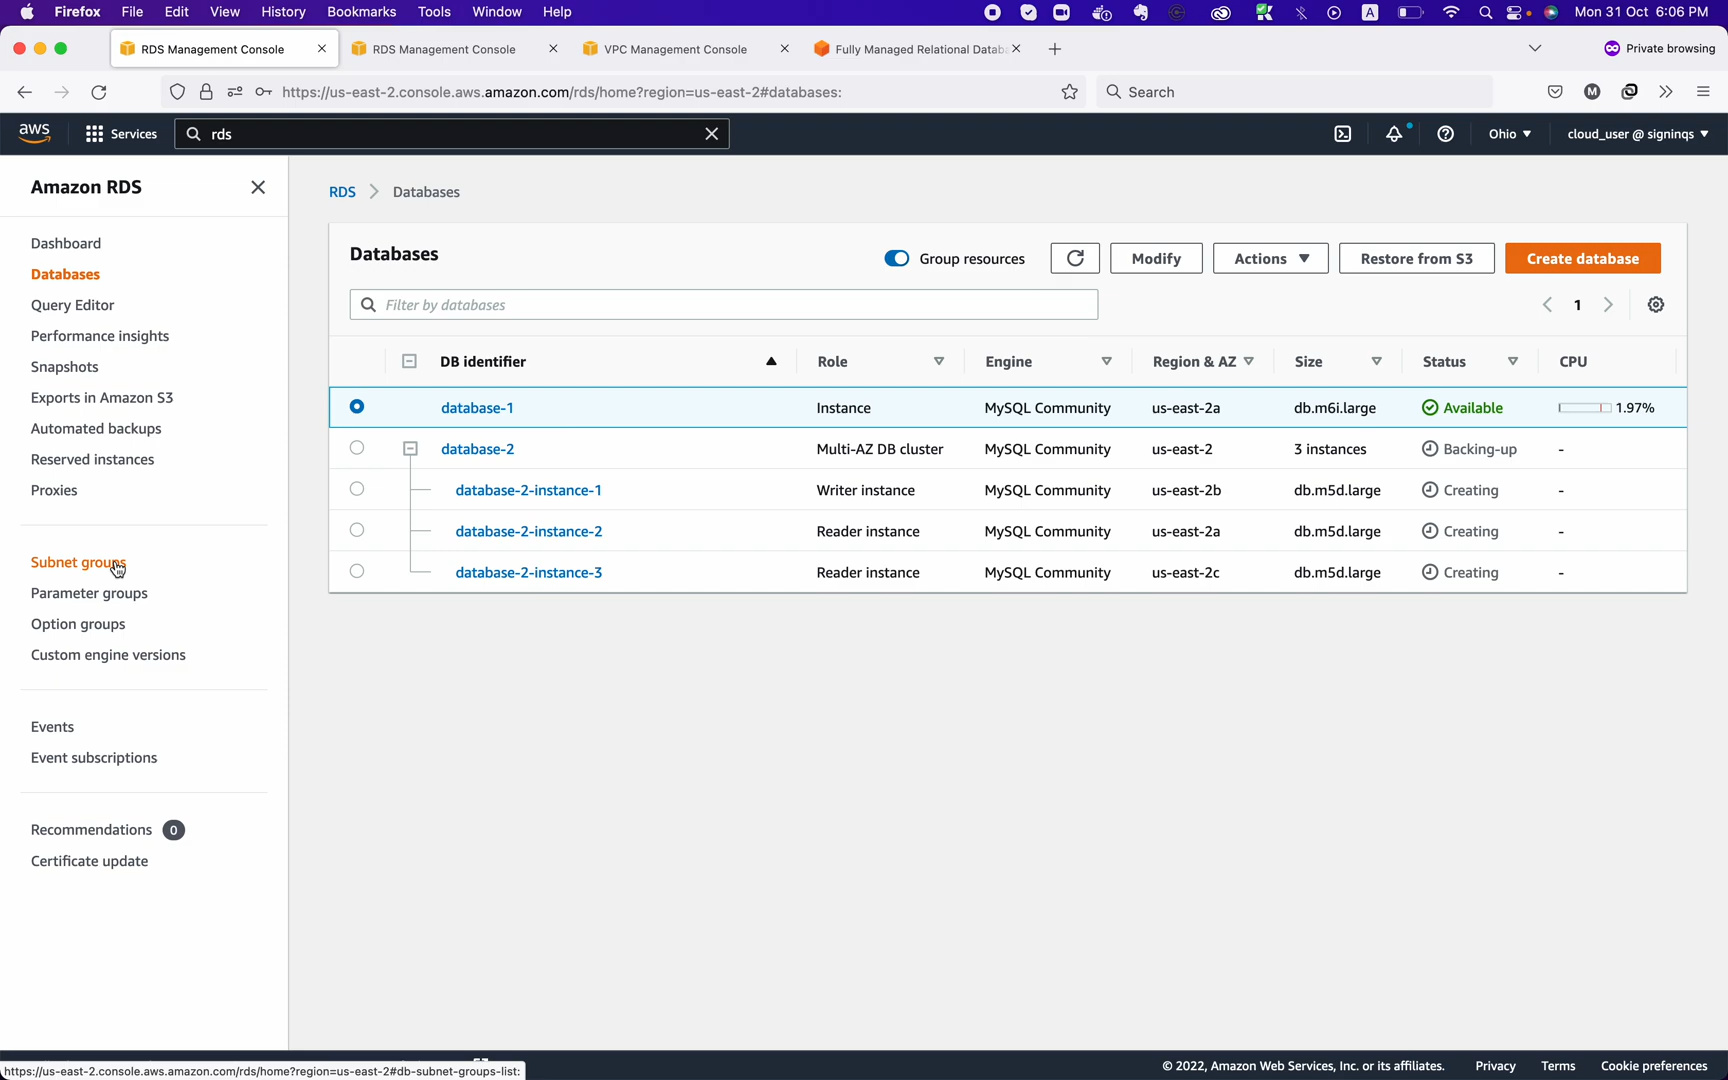 Firefox File Edit View History Bookmarks Tools Window Help A Mon 31 Oct 6:06 PM
RDS Management Console RDS Management Console VPC Management Console Fully Managed Relational Datab Private browsing
https://us-east-2.console.aws.amazon.com/rds/home?region=us-east-2#databases: Search M
aws Services rds Ohio cloud_user @ signinqs
Amazon RDS
Dashboard
Databases
Query Editor
Performance insights
Snapshots
Exports in Amazon S3
Automated backups
Reserved instances
Proxies
Subnet groups
Parameter groups
Option groups
Custom engine versions
Events
Event subscriptions
Recommendations 0
Certificate update
RDS > Databases
Databases Group resources Modify Actions Restore from S3 Create database
Filter by databases 1
DB identifier Role Engine Region & AZ Size Status CPU
database-1 Instance MySQL Community us-east-2a db.m6i.large Available 1.97%
database-2 Multi-AZ DB cluster MySQL Community us-east-2 3 instances Backing-up -
database-2-instance-1 Writer instance MySQL Community us-east-2b db.m5d.large Creating -
database-2-instance-2 Reader instance MySQL Community us-east-2a db.m5d.large Creating -
database-2-instance-3 Reader instance MySQL Community us-east-2c db.m5d.large Creating -
© 2022, Amazon Web Services, Inc. or its affiliates. Privacy Terms Cookie preferences
https://us-east-2.console.aws.amazon.com/rds/home?region=us-east-2#db-subnet-groups-list: